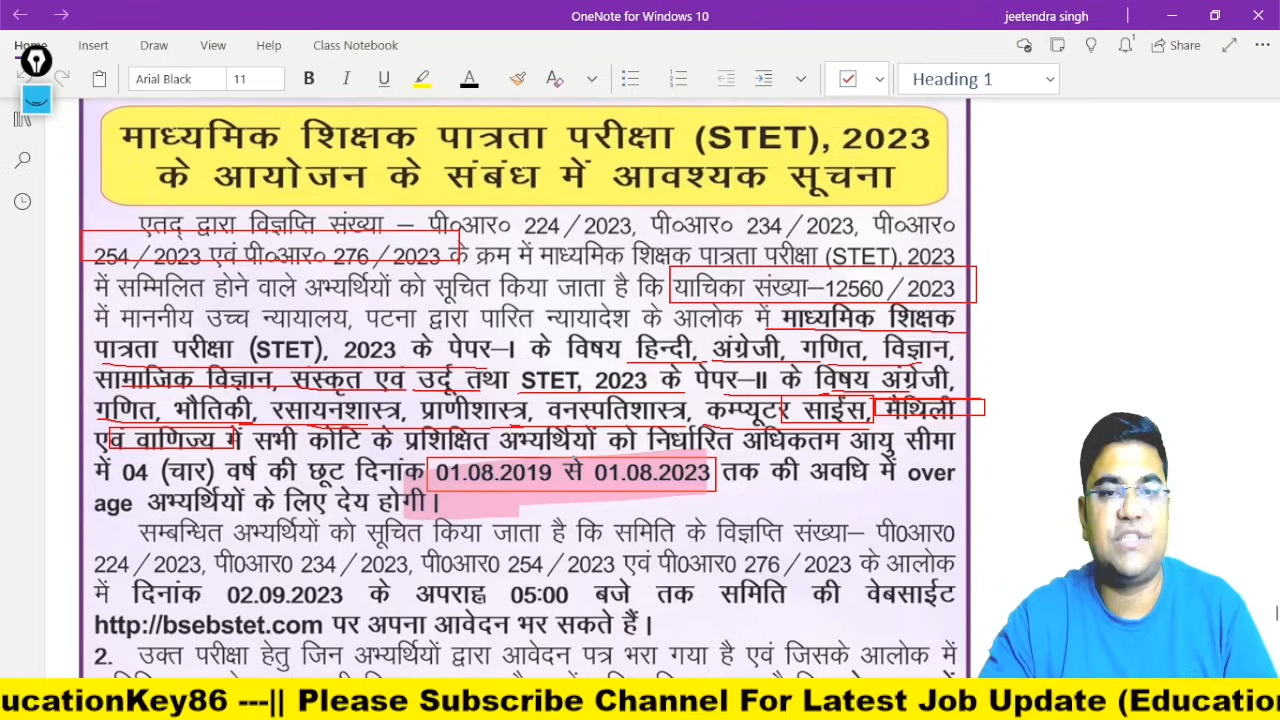 OneNote for Windows 10
jeetendra singh
Home Insert Draw View Help Class Notebook
Share
Arial Black 11 B I U A Heading 1
माध्यमिक शिक्षक पात्रता परीक्षा (STET), 2023
के आयोजन के संबंध में आवश्यक सूचना
एतद् द्वारा विज्ञप्ति संख्या – पी०आर० 224/2023, पी०आर० 234/2023, पी०आर०
254/2023 एवं पी०आर० 276/2023 के क्रम में माध्यमिक शिक्षक पात्रता परीक्षा (STET), 2023
में सम्मिलित होने वाले अभ्यर्थियों को सूचित किया जाता है कि याचिका संख्या–12560/2023
में माननीय उच्च न्यायालय, पटना द्वारा पारित न्यायादेश के आलोक में माध्यमिक शिक्षक
पात्रता परीक्षा (STET), 2023 के पेपर–I के विषय हिन्दी, अंग्रेजी, गणित, विज्ञान,
सामाजिक विज्ञान, संस्कृत एवं उर्दू तथा STET, 2023 के पेपर–II के विषय अंग्रेजी,
गणित, भौतिकी, रसायनशास्त्र, प्राणीशास्त्र, वनस्पतिशास्त्र, कम्प्यूटर साईंस, मैथिली
एवं वाणिज्य में सभी कोटि के प्रशिक्षित अभ्यर्थियों को निर्धारित अधिकतम आयु सीमा
में 04 (चार) वर्ष की छूट दिनांक 01.08.2019 से 01.08.2023 तक की अवधि में over
age अभ्यर्थियों के लिए देय होगी।
सम्बन्धित अभ्यर्थियों को सूचित किया जाता है कि समिति के विज्ञप्ति संख्या– पी0आर0
224/2023, पी0आर0 234/2023, पी0आर0 254/2023 एवं पी0आर0 276/2023 के आलोक
में दिनांक 02.09.2023 के अपराह्न 05:00 बजे तक समिति की वेबसाईट
http://bsebstet.com पर अपना आवेदन भर सकते हैं।
2. उक्त परीक्षा हेतु जिन अभ्यर्थियों द्वारा आवेदन पत्र भरा गया है एवं जिसके आलोक में
ucationKey86 ---|| Please Subscribe Channel For Latest Job Update (Education